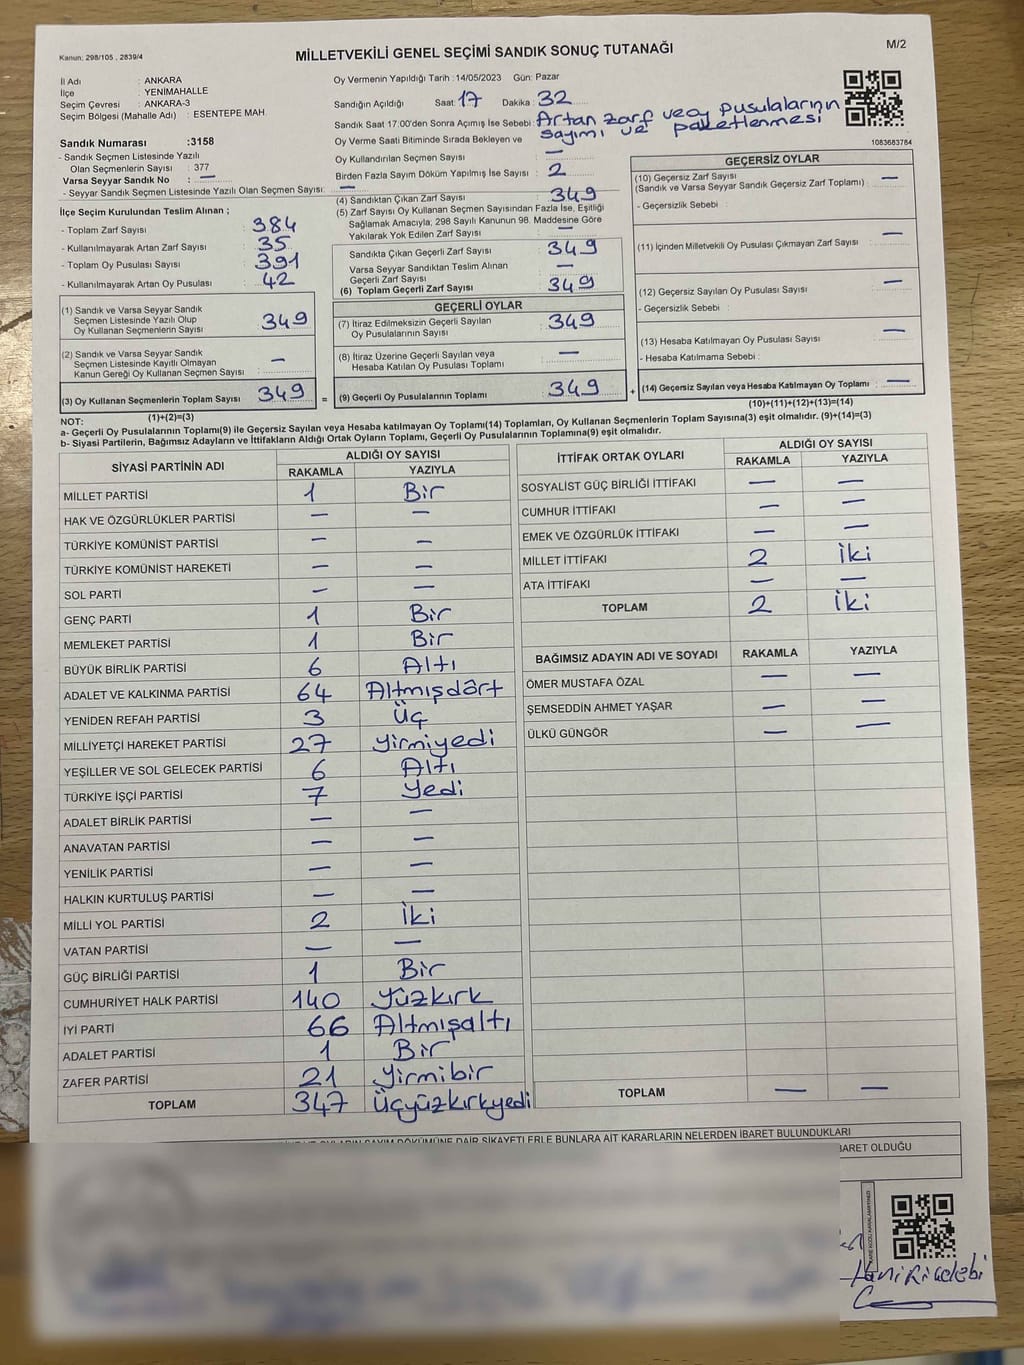 Kanun: 298/105 , 2839/4
MİLLETVEKİLİ GENEL SEÇİMİ SANDIK SONUÇ TUTANAĞI
M/2
İl Adı : ANKARA
İlçe : YENİMAHALLE
Seçim Çevresi : ANKARA-3
Seçim Bölgesi (Mahalle Adı) : ESENTEPE MAH
Sandık Numarası :3158
- Sandık Seçmen Listesinde Yazılı
Olan Seçmenlerin Sayısı : 377
Varsa Seyyar Sandık No : —
- Seyyar Sandık Seçmen Listesinde Yazılı Olan Seçmen Sayısı: —
İlçe Seçim Kurulundan Teslim Alınan ;
- Toplam Zarf Sayısı : 384
- Kullanılmayarak Artan Zarf Sayısı : 35
- Toplam Oy Pusulası Sayısı : 391
- Kullanılmayarak Artan Oy Pusulası : 42
(1) Sandık ve Varsa Seyyar Sandık
Seçmen Listesinde Yazılı Olup
Oy Kullanan Seçmenlerin Sayısı : 349
(2) Sandık ve Varsa Seyyar Sandık
Seçmen Listesinde Kayıtlı Olmayan
Kanun Gereği Oy Kullanan Seçmen Sayısı : —
(3) Oy Kullanan Seçmenlerin Toplam Sayısı : 349
(1)+(2)=(3)
Oy Vermenin Yapıldığı Tarih : 14/05/2023 Gün: Pazar
Sandığın Açıldığı Saat: 17 Dakika : 32
Sandık Saat 17.00'den Sonra Açılmış İse Sebebi : Artan zarf ve oy pusulalarının
sayımı ve paketlenmesi
Oy Verme Saati Bitiminde Sırada Bekleyen ve
Oy Kullandırılan Seçmen Sayısı : —
Birden Fazla Sayım Döküm Yapılmış İse Sayısı : 2
(4) Sandıktan Çıkan Zarf Sayısı : 349
(5) Zarf Sayısı Oy Kullanan Seçmen Sayısından Fazla İse, Eşitliği
Sağlamak Amacıyla, 298 Sayılı Kanunun 98. Maddesine Göre
Yakılarak Yok Edilen Zarf Sayısı : —
Sandıkta Çıkan Geçerli Zarf Sayısı : 349
Varsa Seyyar Sandıktan Teslim Alınan
Geçerli Zarf Sayısı : —
(6) Toplam Geçerli Zarf Sayısı : 349
GEÇERLİ OYLAR
(7) İtiraz Edilmeksizin Geçerli Sayılan
Oy Pusulalarının Sayısı : 349
(8) İtiraz Üzerine Geçerli Sayılan veya
Hesaba Katılan Oy Pusulası Toplamı : —
= (9) Geçerli Oy Pusulalarının Toplamı : 349 +
1083683784
GEÇERSİZ OYLAR
(10) Geçersiz Zarf Sayısı : —
(Sandık ve Varsa Seyyar Sandık Geçersiz Zarf Toplamı)
- Geçersizlik Sebebi :
(11) İçinden Milletvekili Oy Pusulası Çıkmayan Zarf Sayısı : —
(12) Geçersiz Sayılan Oy Pusulası Sayısı : —
- Geçersizlik Sebebi
(13) Hesaba Katılmayan Oy Pusulası Sayısı : —
- Hesaba Katılmama Sebebi :
(14) Geçersiz Sayılan veya Hesaba Katılmayan Oy Toplamı : —
(10)+(11)+(12)+(13)=(14)
NOT:
a- Geçerli Oy Pusulalarının Toplamı(9) ile Geçersiz Sayılan veya Hesaba katılmayan Oy Toplamı(14) Toplamları, Oy Kullanan Seçmenlerin Toplam Sayısına(3) eşit olmalıdır. (9)+(14)=(3)
b- Siyasi Partilerin, Bağımsız Adayların ve İttifakların Aldığı Ortak Oyların Toplamı, Geçerli Oy Pusulalarının Toplamına(9) eşit olmalıdır.
SİYASİ PARTİNİN ADI ALDIĞI OY SAYISI
RAKAMLA YAZIYLA
MİLLET PARTİSİ 1 Bir
HAK VE ÖZGÜRLÜKLER PARTİSİ — —
TÜRKİYE KOMÜNİST PARTİSİ — —
TÜRKİYE KOMÜNİST HAREKETİ — —
SOL PARTİ — —
GENÇ PARTİ 1 Bir
MEMLEKET PARTİSİ 1 Bir
BÜYÜK BİRLİK PARTİSİ 6 Altı
ADALET VE KALKINMA PARTİSİ 64 Altmışdört
YENİDEN REFAH PARTİSİ 3 Üç
MİLLİYETÇİ HAREKET PARTİSİ 27 Yirmiyedi
YEŞİLLER VE SOL GELECEK PARTİSİ 6 Altı
TÜRKİYE İŞÇİ PARTİSİ 7 Yedi
ADALET BİRLİK PARTİSİ — —
ANAVATAN PARTİSİ — —
YENİLİK PARTİSİ — —
HALKIN KURTULUŞ PARTİSİ — —
MİLLİ YOL PARTİSİ 2 İki
VATAN PARTİSİ — —
GÜÇ BİRLİĞİ PARTİSİ 1 Bir
CUMHURİYET HALK PARTİSİ 140 Yüzkırk
İYİ PARTİ 66 Altmışaltı
ADALET PARTİSİ 1 Bir
ZAFER PARTİSİ 21 Yirmibir
TOPLAM 347 Üçyüzkırkyedi
İTTİFAK ORTAK OYLARI ALDIĞI OY SAYISI
RAKAMLA YAZIYLA
SOSYALİST GÜÇ BİRLİĞİ İTTİFAKI — —
CUMHUR İTTİFAKI — —
EMEK VE ÖZGÜRLÜK İTTİFAKI — —
MİLLET İTTİFAKI 2 İki
ATA İTTİFAKI — —
TOPLAM 2 İki
BAĞIMSIZ ADAYIN ADI VE SOYADI RAKAMLA YAZIYLA
ÖMER MUSTAFA ÖZAL — —
ŞEMSEDDİN AHMET YAŞAR — —
ÜLKÜ GÜNGÖR — —
TOPLAM — —
OYLARIN SAYIM DÖKÜMÜNE DAİR ŞİKAYETLERLE BUNLARA AİT KARARLARIN NELERDEN İBARET BULUNDUKLARI
İBARET OLDUĞU